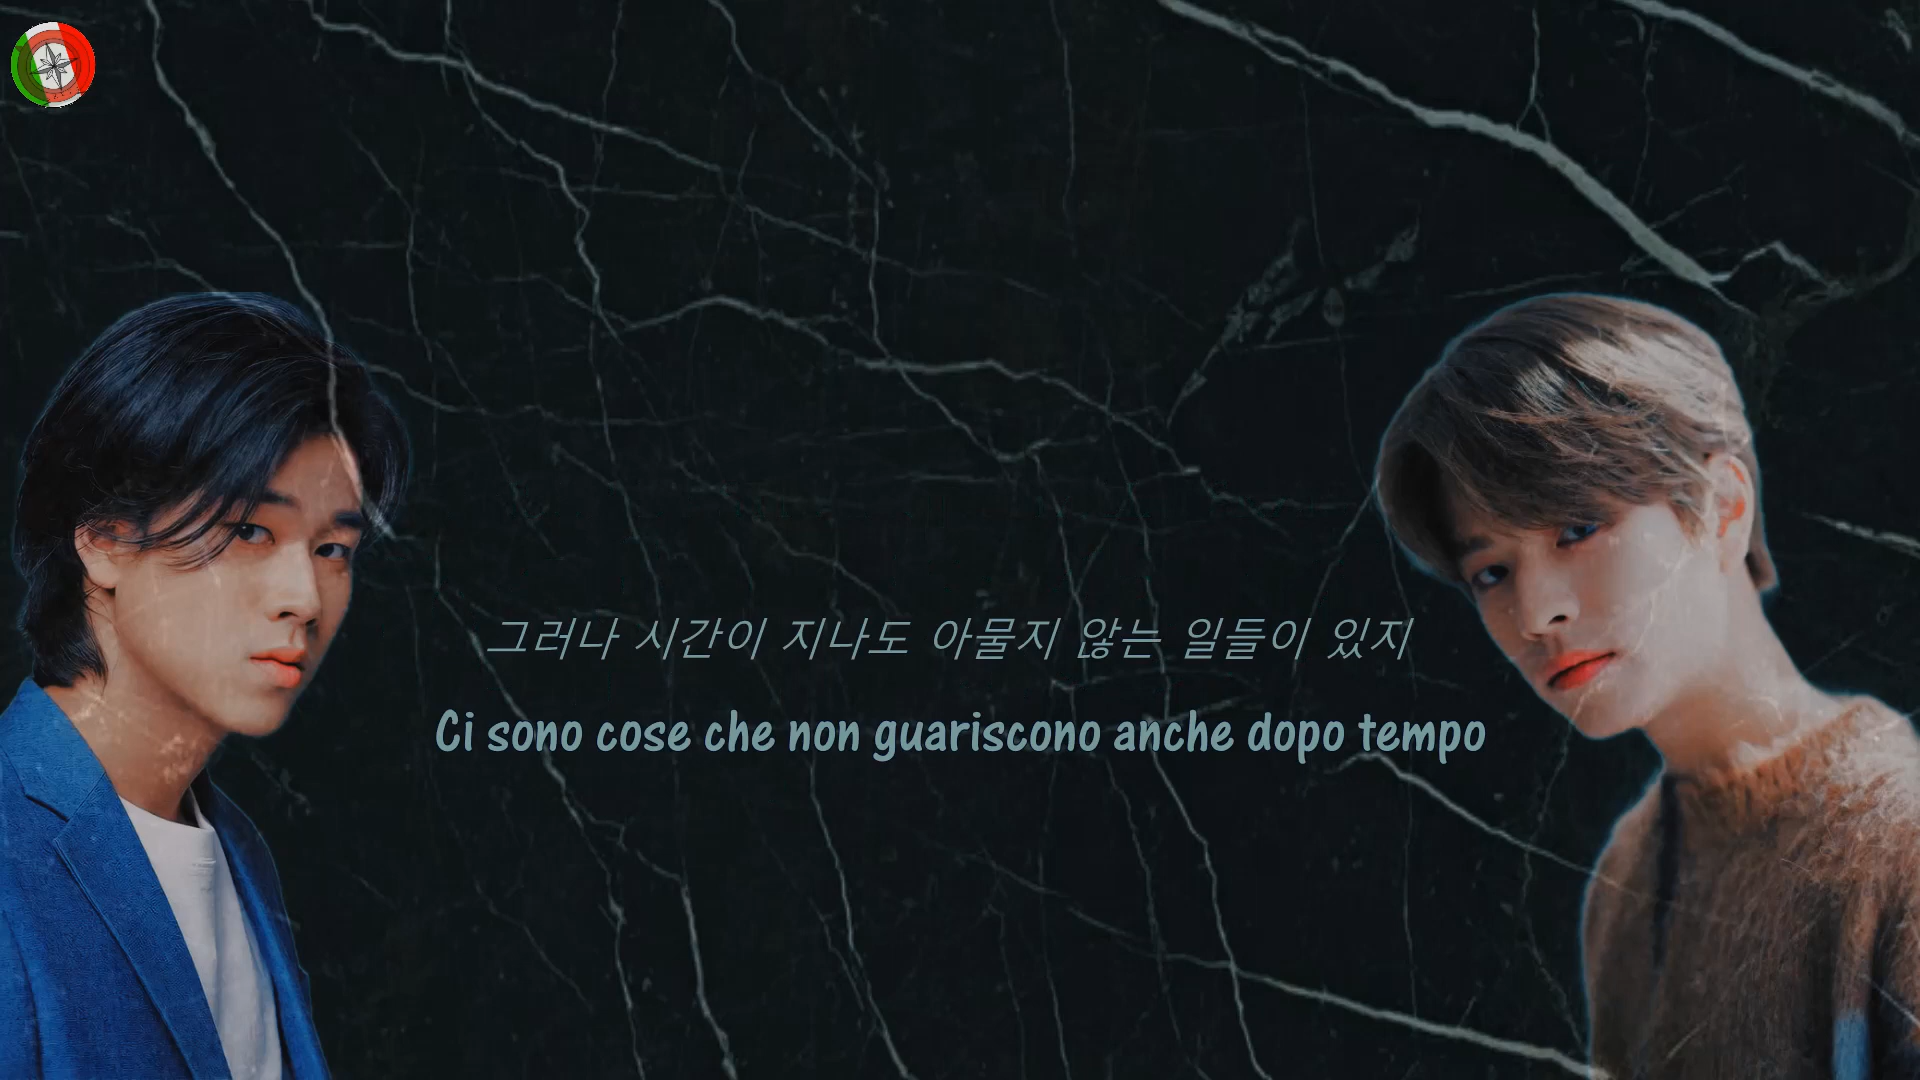 그러나 시간이 지나도 아물지 않는 일들이 있지
Ci sono cose che non guariscono anche dopo tempo